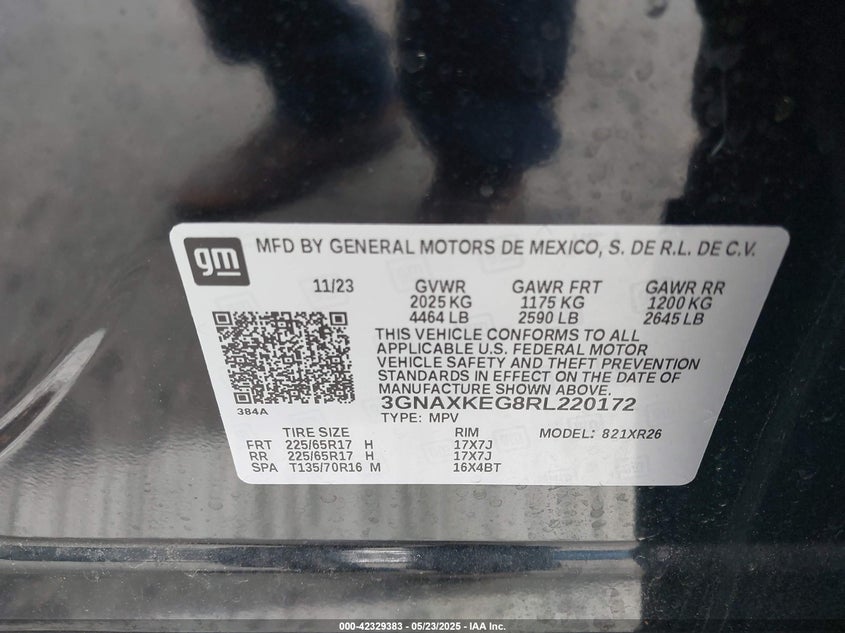 gm MFD BY GENERAL MOTORS DE MEXICO, S. DE R.L. DE C.V.
11/23 GVWR GAWR FRT GAWR RR
2025 KG 1175 KG 1200 KG
4464 LB 2590 LB 2645 LB
THIS VEHICLE CONFORMS TO ALL
APPLICABLE U.S. FEDERAL MOTOR
VEHICLE SAFETY AND THEFT PREVENTION
STANDARDS IN EFFECT ON THE DATE OF
MANUFACTURE SHOWN ABOVE.
384A 3GNAXKEG8RL220172
TYPE: MPV
TIRE SIZE RIM MODEL: 821XR26
FRT 225/65R17 H 17X7J
RR 225/65R17 H 17X7J
SPA T135/70R16 M 16X4BT
000-42329383 - 05/23/2025 - IAA Inc.